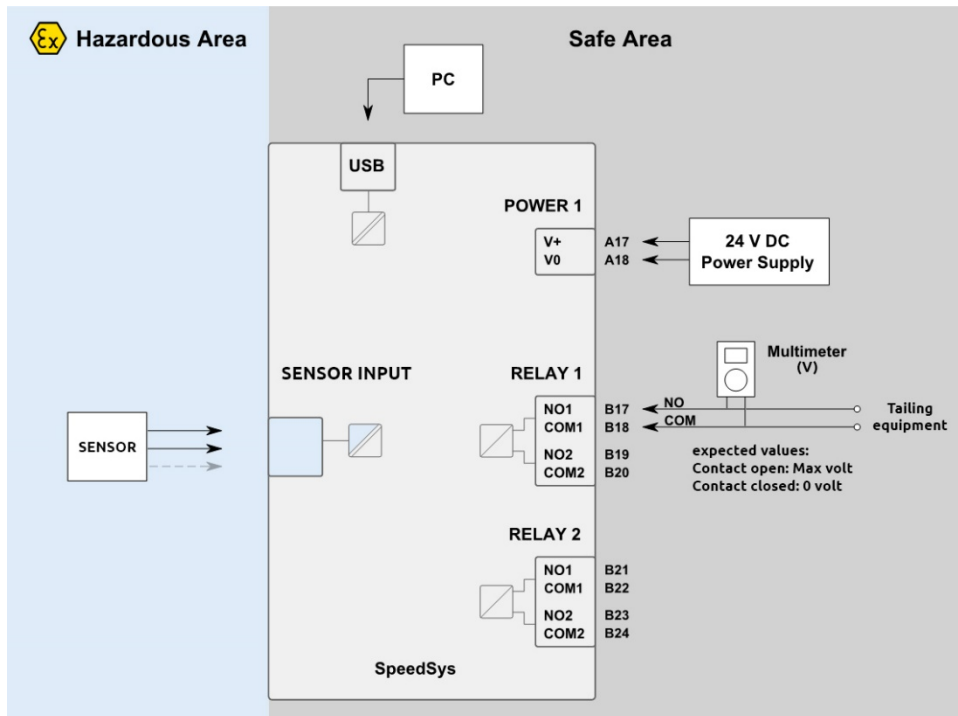 Ex Hazardous Area
Safe Area
PC
USB
POWER 1
V+ A17
V0 A18
24 V DC
Power Supply
Multimeter
(V)
SENSOR INPUT
RELAY 1
NO1 B17 NO
COM1 B18 COM
NO2 B19
COM2 B20
Tailing
equipment
expected values:
Contact open: Max volt
Contact closed: 0 volt
SENSOR
RELAY 2
NO1 B21
COM1 B22
NO2 B23
COM2 B24
SpeedSys